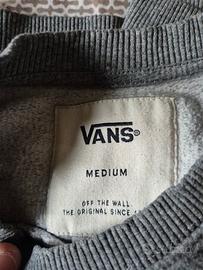 VANS®
MEDIUM
OFF THE WALL
THE ORIGINAL SINCE